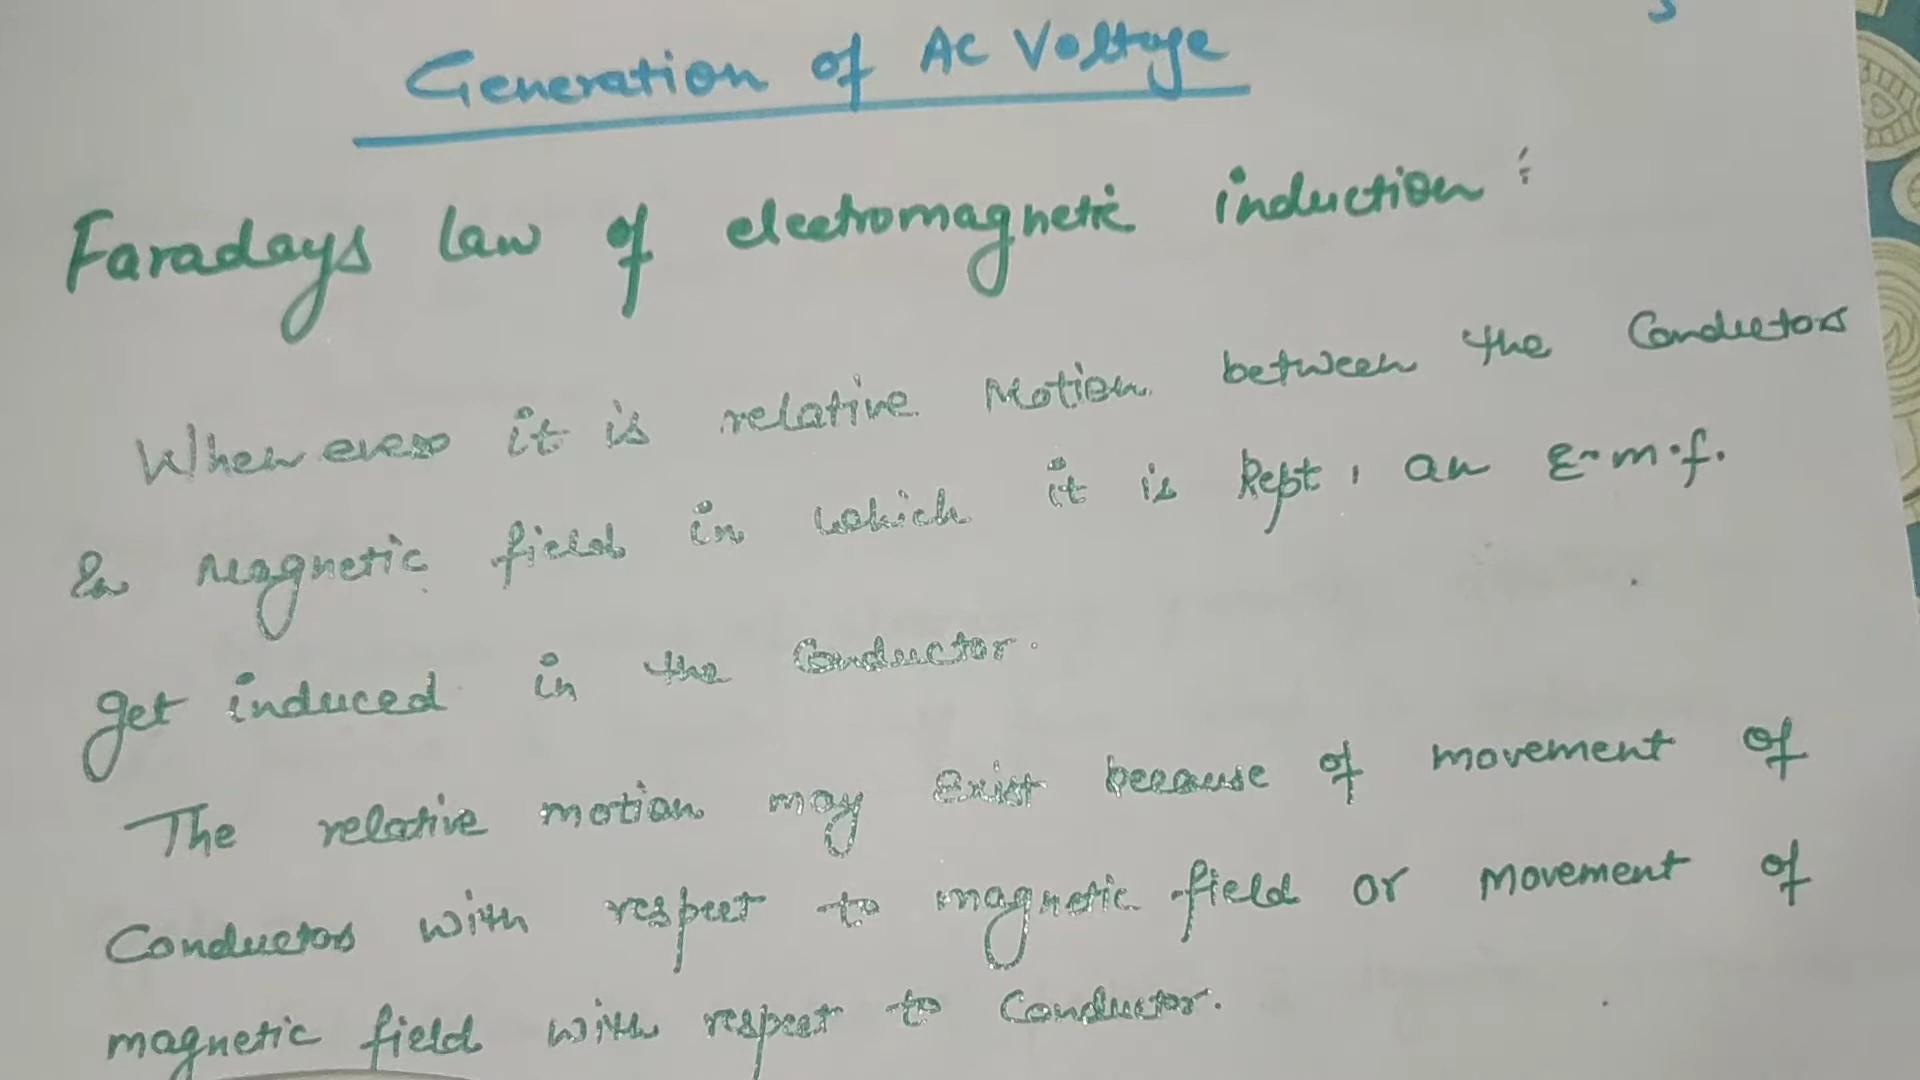 Generation of AC Voltage
Faradays law of electromagnetic induction :
When ever it is relative Motion between the Conductors
& Magnetic field in which it is kept, an E.m.f.
get induced in the Conductor.
The relative motion may exist because of movement of
Conductors with respect to magnetic field or movement of
magnetic field with respect to Conductor.